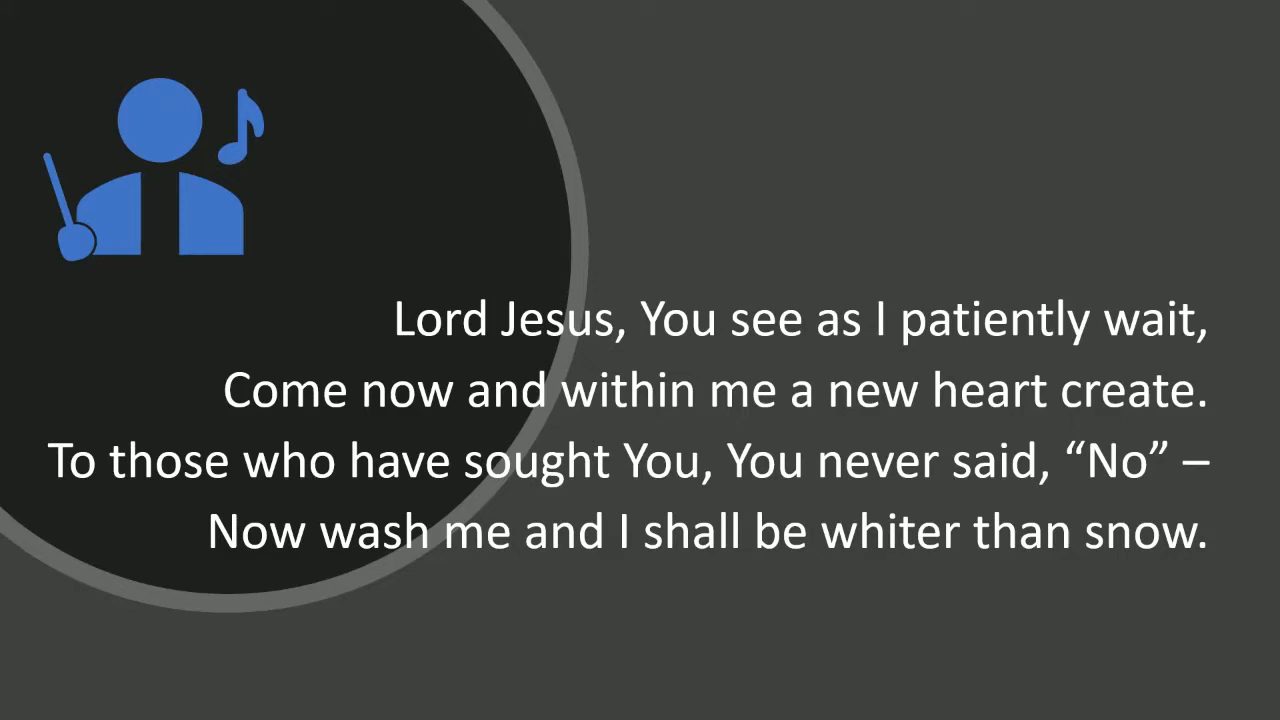 Lord Jesus, You see as I patiently wait,
Come now and within me a new heart create.
To those who have sought You, You never said, “No” –
Now wash me and I shall be whiter than snow.